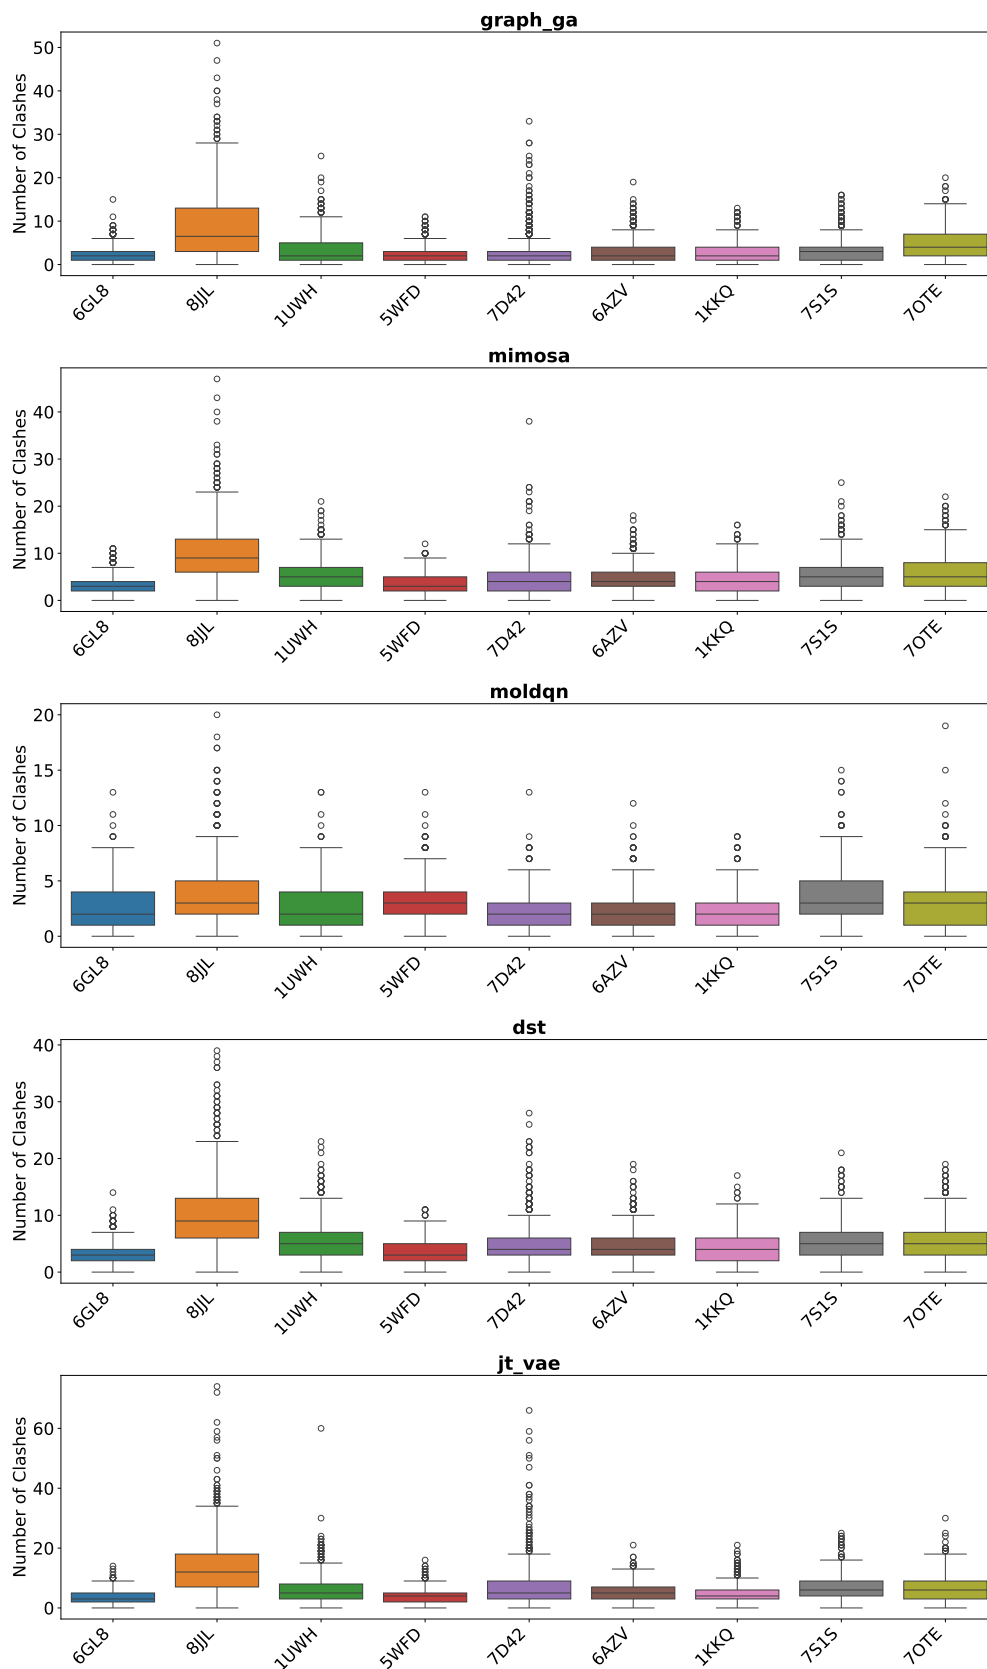 graph_ga
Number of Clashes
50
40
30
20
10
0
6GL8 8JJL 1UWH 5WFD 7D42 6AZV 1KKQ 7S1S 7OTE
mimosa
Number of Clashes
40
30
20
10
0
6GL8 8JJL 1UWH 5WFD 7D42 6AZV 1KKQ 7S1S 7OTE
moldqn
Number of Clashes
20
15
10
5
0
6GL8 8JJL 1UWH 5WFD 7D42 6AZV 1KKQ 7S1S 7OTE
dst
Number of Clashes
40
30
20
10
0
6GL8 8JJL 1UWH 5WFD 7D42 6AZV 1KKQ 7S1S 7OTE
jt_vae
Number of Clashes
60
40
20
0
6GL8 8JJL 1UWH 5WFD 7D42 6AZV 1KKQ 7S1S 7OTE